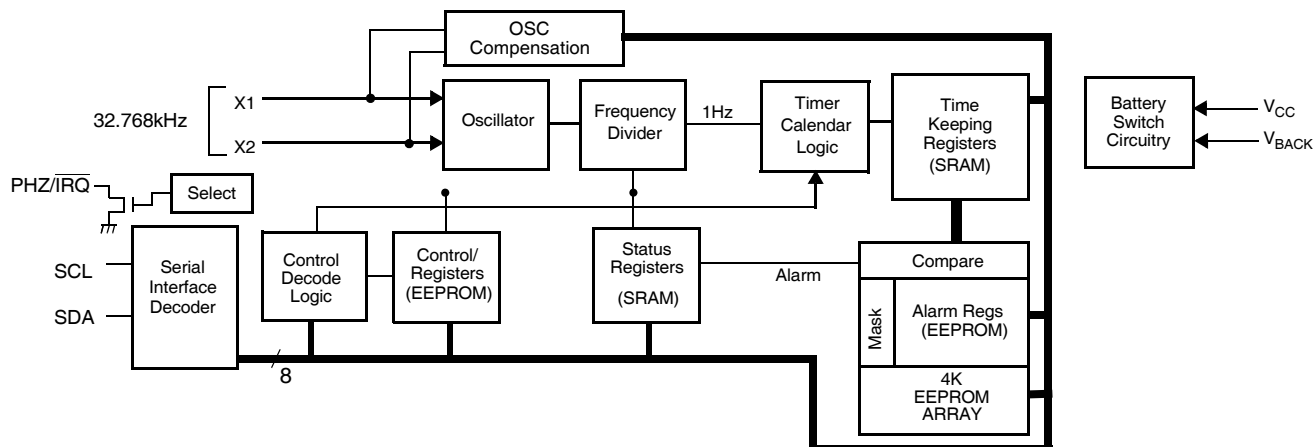 OSC
Compensation
32.768kHz
X1
X2
Oscillator
Frequency
Divider
1Hz
Timer
Calendar
Logic
Time
Keeping
Registers
(SRAM)
Battery
Switch
Circuitry
VCC
VBACK
PHZ/IRQ
Select
SCL
SDA
Serial
Interface
Decoder
Control
Decode
Logic
Control/
Registers
(EEPROM)
Status
Registers
(SRAM)
Alarm
Compare
Mask
Alarm Regs
(EEPROM)
4K
EEPROM
ARRAY
8